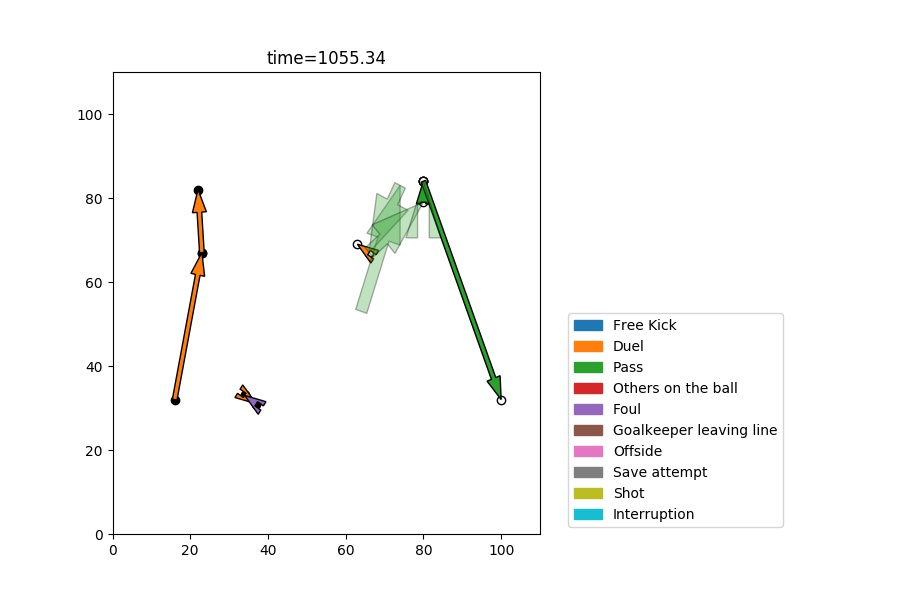 time=1055.34
100
80
60
40
20
0
0 20 40 60 80 100
Free Kick
Duel
Pass
Others on the ball
Foul
Goalkeeper leaving line
Offside
Save attempt
Shot
Interruption